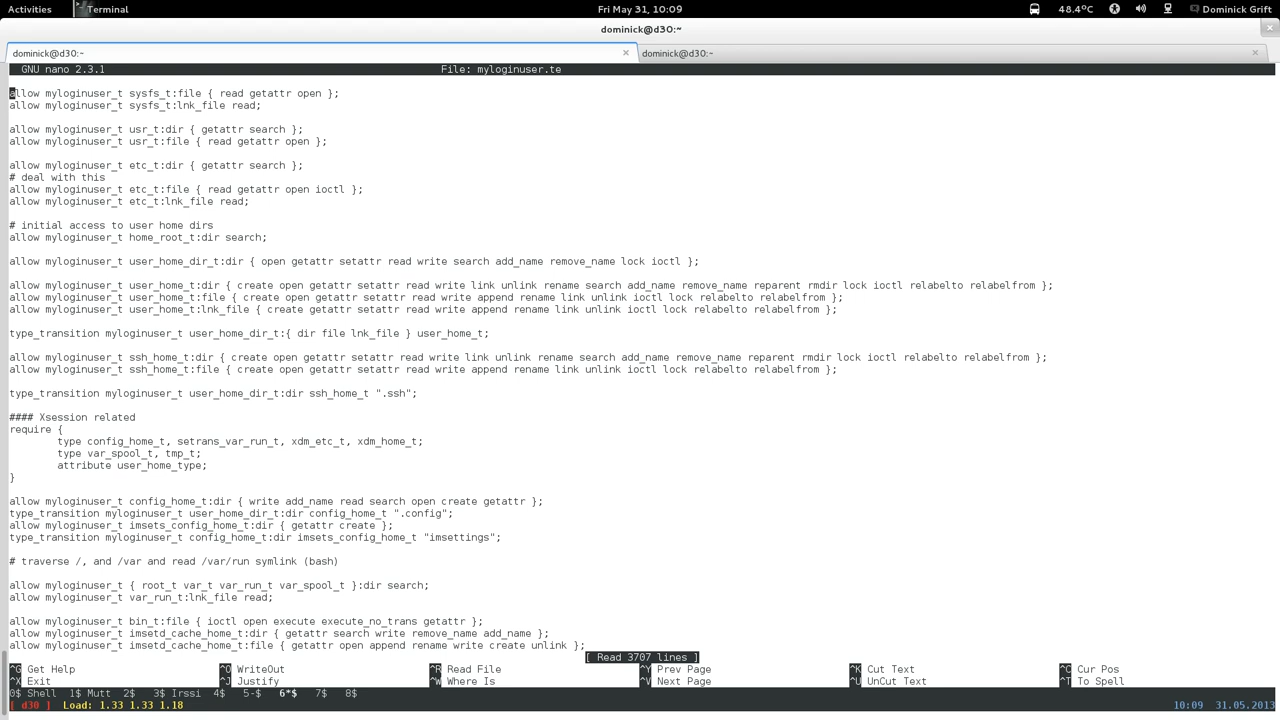 Activities Terminal Fri May 31, 10:09 48.4ºC Dominick Grift
dominick@d30:~
dominick@d30:~ × dominick@d30:~ ×
GNU nano 2.3.1 File: myloginuser.te
allow myloginuser_t sysfs_t:file { read getattr open };
allow myloginuser_t sysfs_t:lnk_file read;
allow myloginuser_t usr_t:dir { getattr search };
allow myloginuser_t usr_t:file { read getattr open };
allow myloginuser_t etc_t:dir { getattr search };
# deal with this
allow myloginuser_t etc_t:file { read getattr open ioctl };
allow myloginuser_t etc_t:lnk_file read;
# initial access to user home dirs
allow myloginuser_t home_root_t:dir search;
allow myloginuser_t user_home_dir_t:dir { open getattr setattr read write search add_name remove_name lock ioctl };
allow myloginuser_t user_home_t:dir { create open getattr setattr read write link unlink rename search add_name remove_name reparent rmdir lock ioctl relabelto relabelfrom };
allow myloginuser_t user_home_t:file { create open getattr setattr read write append rename link unlink ioctl lock relabelto relabelfrom };
allow myloginuser_t user_home_t:lnk_file { create getattr setattr read write append rename link unlink ioctl lock relabelto relabelfrom };
type_transition myloginuser_t user_home_dir_t:{ dir file lnk_file } user_home_t;
allow myloginuser_t ssh_home_t:dir { create open getattr setattr read write link unlink rename search add_name remove_name reparent rmdir lock ioctl relabelto relabelfrom };
allow myloginuser_t ssh_home_t:file { create open getattr setattr read write append rename link unlink ioctl lock relabelto relabelfrom };
type_transition myloginuser_t user_home_dir_t:dir ssh_home_t ".ssh";
#### Xsession related
require {
type config_home_t, setrans_var_run_t, xdm_etc_t, xdm_home_t;
type var_spool_t, tmp_t;
attribute user_home_type;
}
allow myloginuser_t config_home_t:dir { write add_name read search open create getattr };
type_transition myloginuser_t user_home_dir_t:dir config_home_t ".config";
allow myloginuser_t imsets_config_home_t:dir { getattr create };
type_transition myloginuser_t config_home_t:dir imsets_config_home_t "imsettings";
# traverse /, and /var and read /var/run symlink (bash)
allow myloginuser_t { root_t var_t var_run_t var_spool_t }:dir search;
allow myloginuser_t var_run_t:lnk_file read;
allow myloginuser_t bin_t:file { ioctl open execute execute_no_trans getattr };
allow myloginuser_t imsetd_cache_home_t:dir { getattr search write remove_name add_name };
allow myloginuser_t imsetd_cache_home_t:file { getattr open append rename write create unlink };
[ Read 3707 lines ]
^G Get Help ^O WriteOut ^R Read File ^Y Prev Page ^K Cut Text ^C Cur Pos
^X Exit ^J Justify ^W Where Is ^V Next Page ^U UnCut Text ^T To Spell
0$ Shell 1$ Mutt 2$ 3$ Irssi 4$ 5-$ 6*$ 7$ 8$
[ d30 ] Load: 1.33 1.33 1.18 10:09 31.05.2013